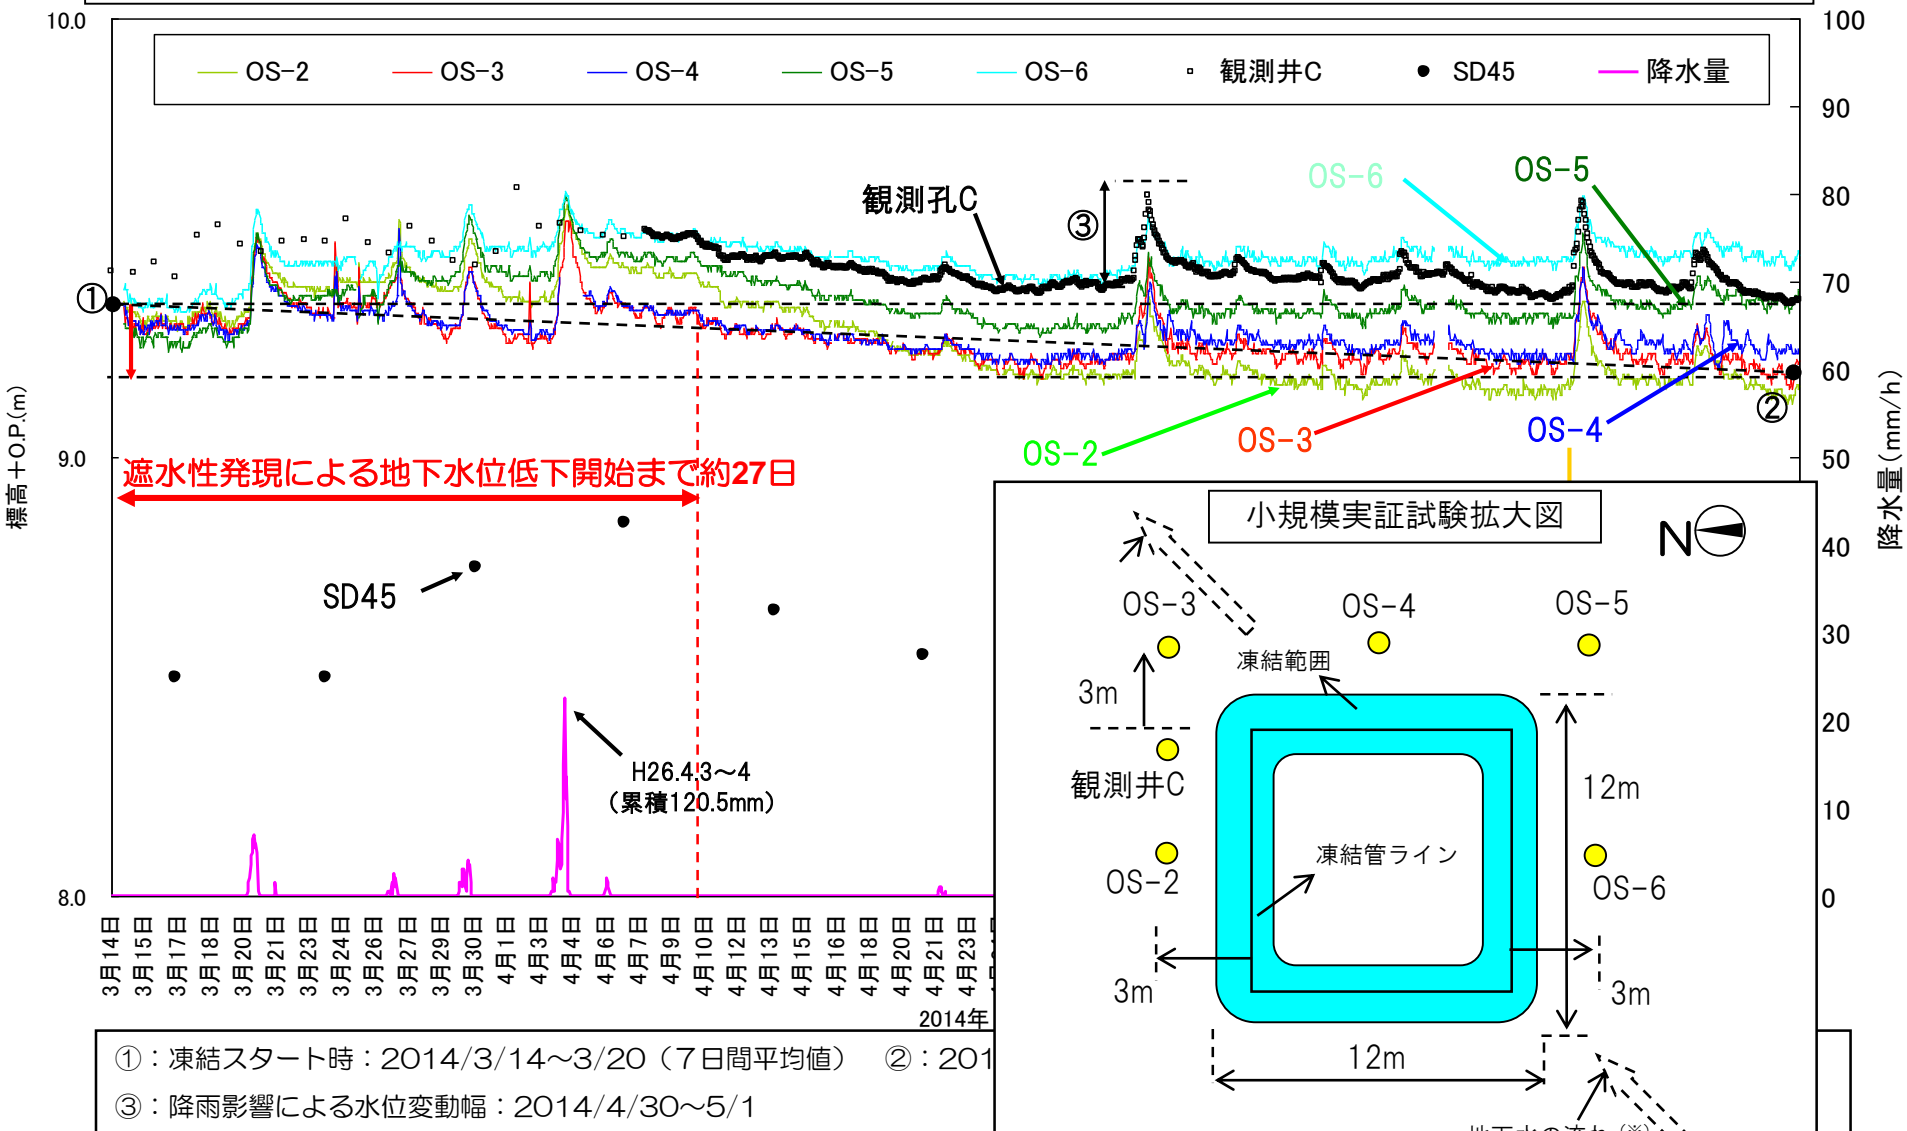 10.0
100
OS-2 OS-3 OS-4 OS-5 OS-6 観測井C SD45 降水量
90
80
70
60
50
40
30
20
10
0
9.0
8.0
標高+O.P.(m)
降水量(mm/h)
観測孔C
③
OS-6
OS-5
①
②
OS-2
OS-3
OS-4
遮水性発現による地下水位低下開始まで約27日
SD45
H26.4.3~4
(累積120.5mm)
3月14日
3月15日
3月17日
3月18日
3月20日
3月21日
3月23日
3月24日
3月26日
3月27日
3月29日
3月30日
4月1日
4月3日
4月4日
4月6日
4月7日
4月9日
4月10日
4月12日
4月13日
4月15日
4月16日
4月18日
4月20日
4月21日
4月23日
2014年
小規模実証試験拡大図
N
OS-3
OS-4
OS-5
凍結範囲
3m
観測井C
12m
凍結管ライン
OS-2
OS-6
3m
3m
12m
地下水の流れ(※)
①:凍結スタート時:2014/3/14~3/20(7日間平均値) ②:201
③:降雨影響による水位変動幅:2014/4/30~5/1